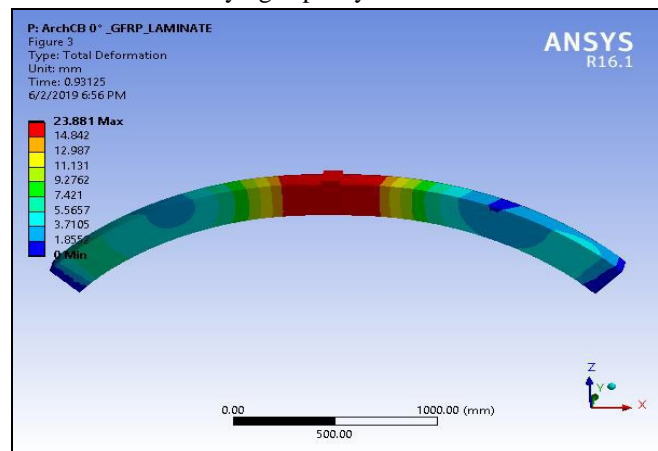 P: ArchCB 0° _GFRP_LAMINATE
Figure 3
Type: Total Deformation
Unit: mm
Time: 0.93125
6/2/2019 6:56 PM
ANSYS
R16.1
23.881 Max
14.842
12.987
11.131
9.2762
7.421
5.5657
3.7105
1.8552
0 Min
0.00
1000.00 (mm)
500.00
Z
Y
X